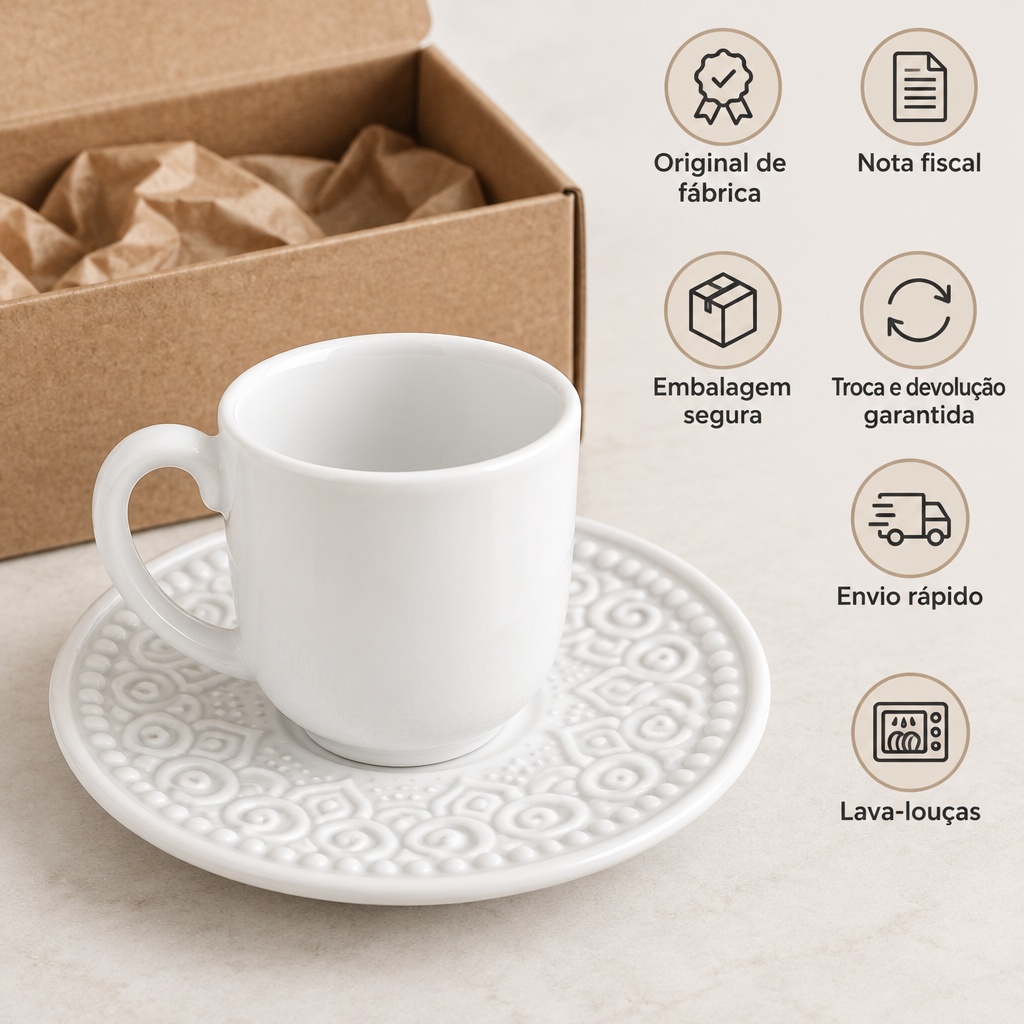 Original de
fábrica
Nota fiscal
Embalagem
segura
Troca e devolução
garantida
Envio rápido
Lava-louças